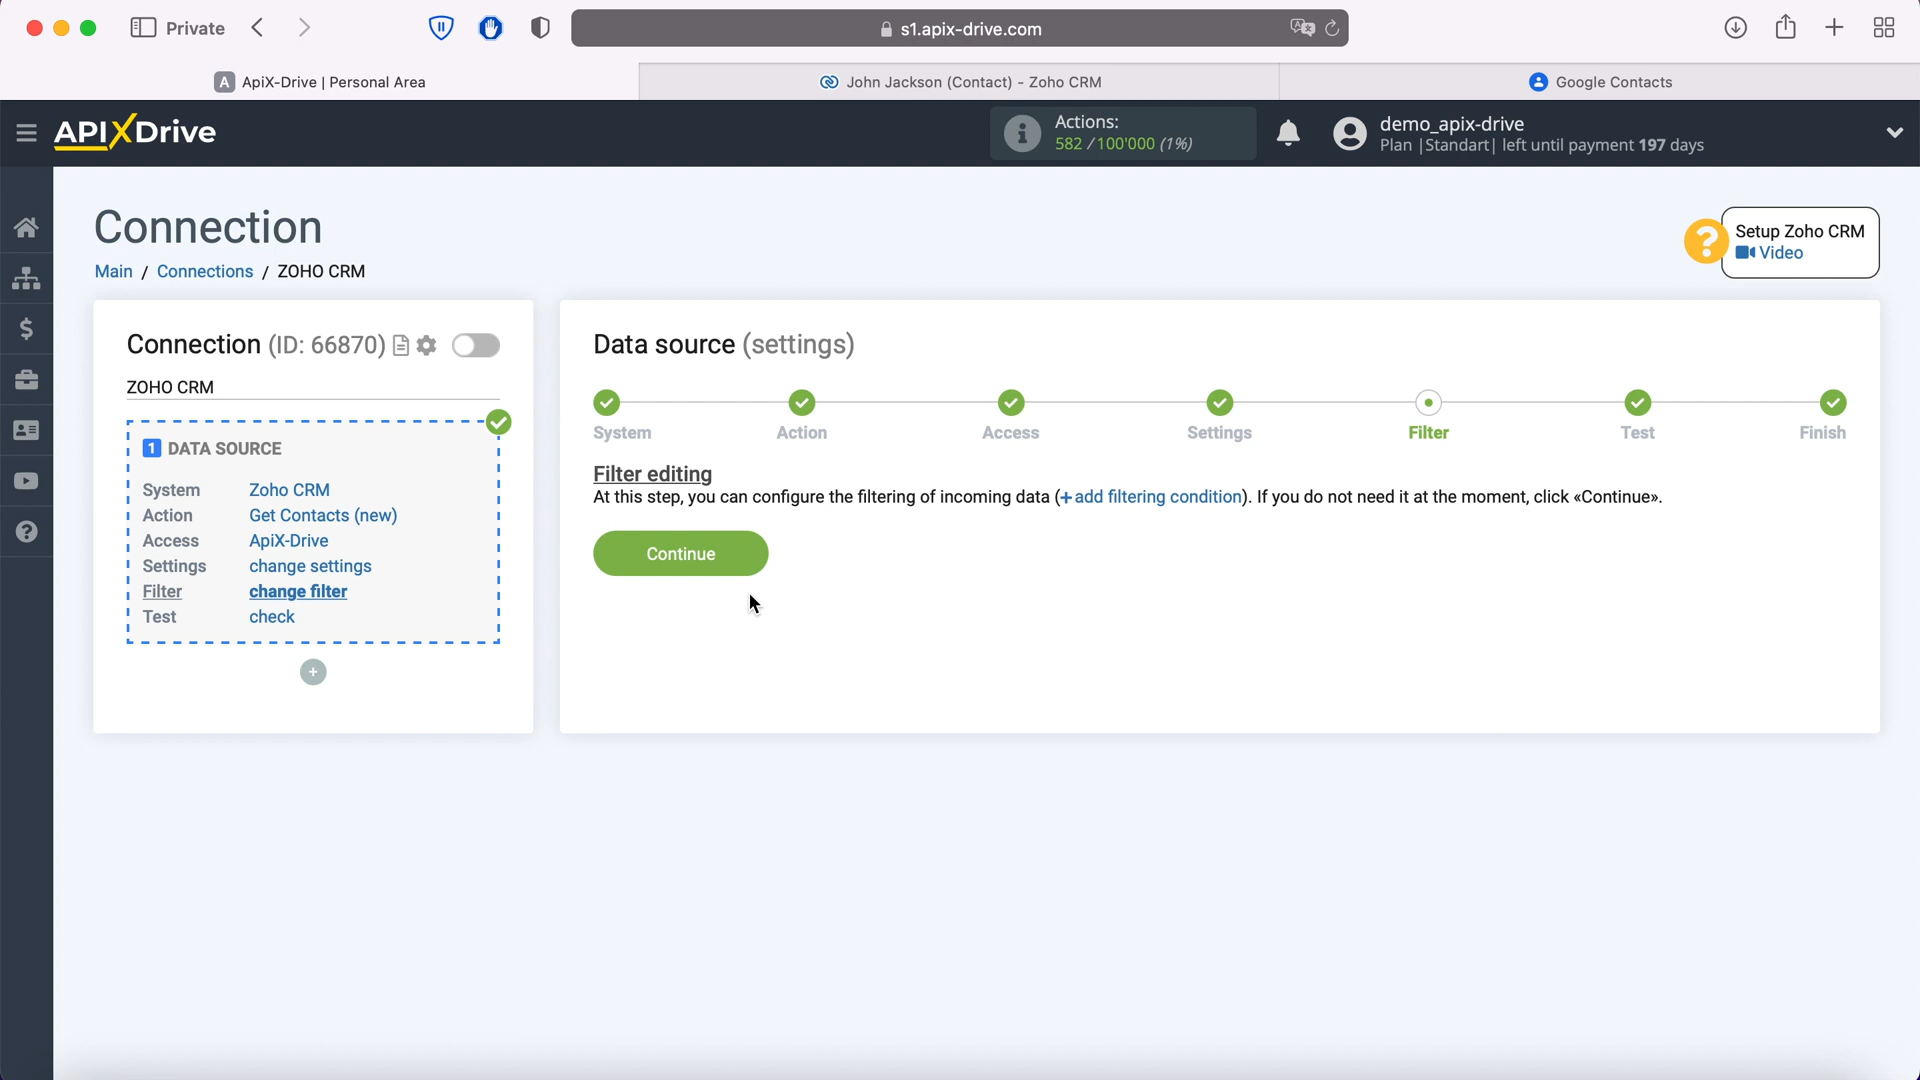 Private
s1.apix-drive.com
A ApiX-Drive | Personal Area
John Jackson (Contact) - Zoho CRM
Google Contacts
APIXDrive
Actions:
582 /100'000 (1%)
demo_apix-drive
Plan |Standart| left until payment 197 days
Connection
Main / Connections / ZOHO CRM
? Setup Zoho CRM
Video
Connection (ID: 66870)
ZOHO CRM
1 DATA SOURCE
System Zoho CRM
Action Get Contacts (new)
Access ApiX-Drive
Settings change settings
Filter change filter
Test check
+
Data source (settings)
System Action Access Settings Filter Test Finish
Filter editing
At this step, you can configure the filtering of incoming data (+add filtering condition). If you do not need it at the moment, click «Continue».
Continue